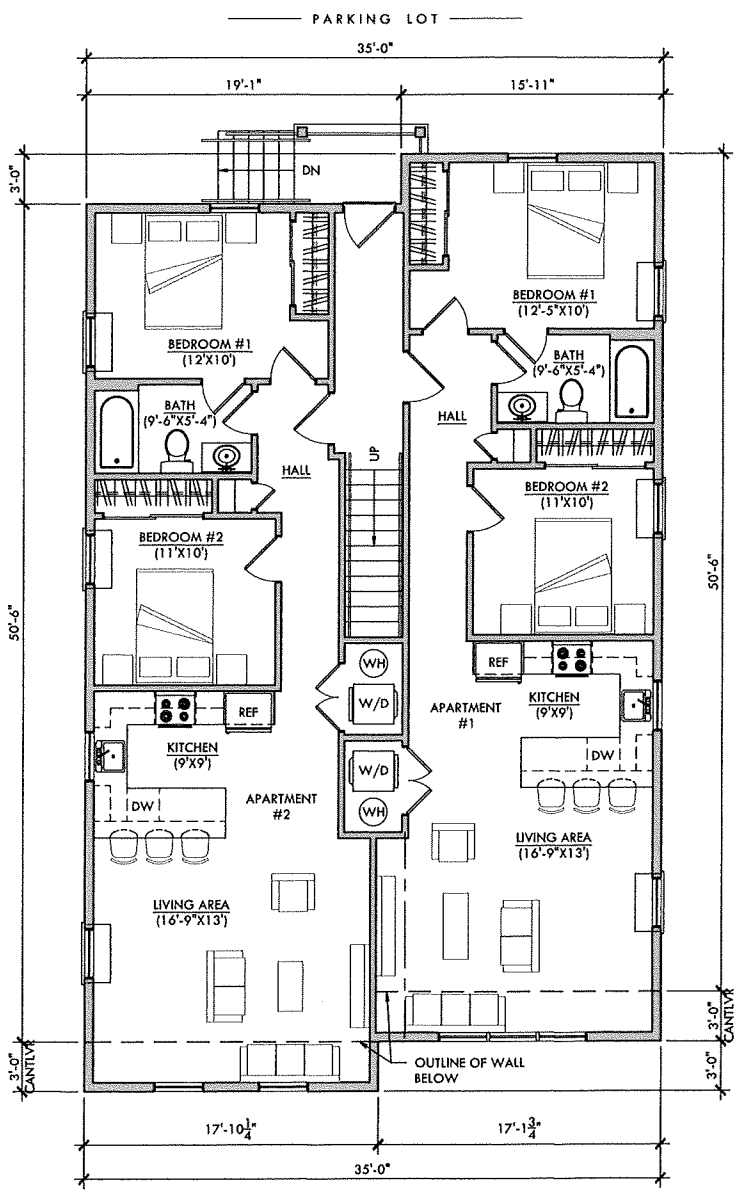 PARKING LOT
35'-0"
19'-1"
15'-11"
3'-0"
DN
BEDROOM #1
(12'-5"X10')
BEDROOM #1
(12'X10')
BATH
(9'-6"X5'-4")
BATH
(9'-6"X5'-4")
HALL
HALL
UP
BEDROOM #2
(11'X10')
BEDROOM #2
(11'X10')
50'-6"
50'-6"
WH
W/D
REF
KITCHEN
(9'X9')
APARTMENT
#1
REF
KITCHEN
(9'X9')
DW
W/D
WH
DW
APARTMENT
#2
LIVING AREA
(16'-9"X13')
LIVING AREA
(16'-9"X13')
3'-0"
CANTLVR
3'-0"
CANTLVR
3'-0"
OUTLINE OF WALL
BELOW
17'-10 1/4"
17'-1 3/4"
35'-0"